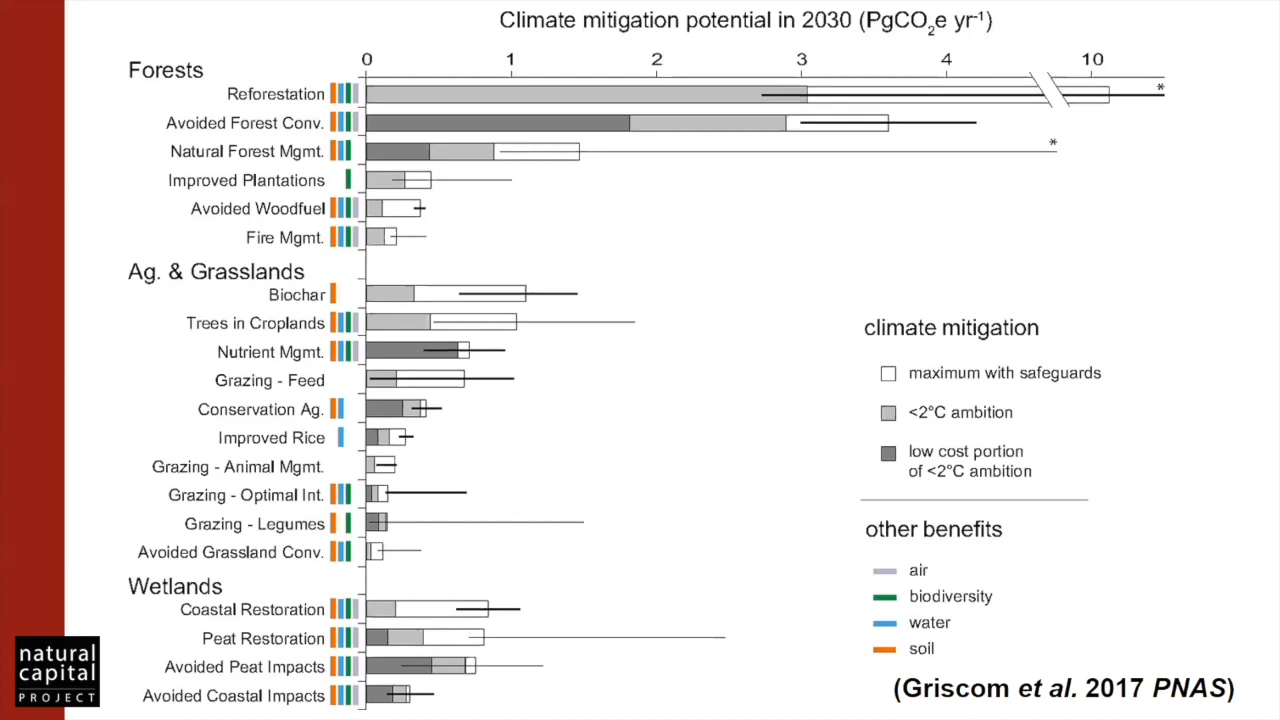 Climate mitigation potential in 2030 (PgCO2e yr-1)
0 1 2 3 4 10
Forests
Reforestation *
Avoided Forest Conv.
Natural Forest Mgmt. *
Improved Plantations
Avoided Woodfuel
Fire Mgmt.
Ag. & Grasslands
Biochar
Trees in Croplands
Nutrient Mgmt.
Grazing - Feed
Conservation Ag.
Improved Rice
Grazing - Animal Mgmt.
Grazing - Optimal Int.
Grazing - Legumes
Avoided Grassland Conv.
Wetlands
Coastal Restoration
Peat Restoration
Avoided Peat Impacts
Avoided Coastal Impacts
climate mitigation
maximum with safeguards
<2°C ambition
low cost portion
of <2°C ambition
other benefits
air
biodiversity
water
soil
(Griscom et al. 2017 PNAS)
natural
capital
PROJECT